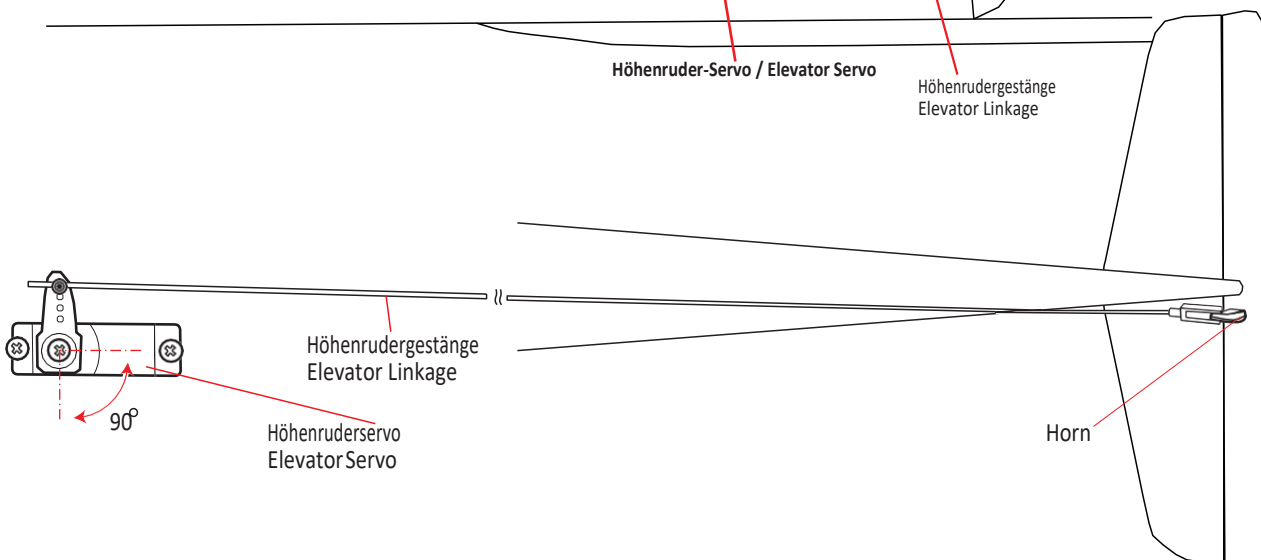 Höhenruder-Servo / Elevator Servo
Höhenrudergestänge
Elevator Linkage
Höhenrudergestänge
Elevator Linkage
90°
Höhenruderservo
Elevator Servo
Horn